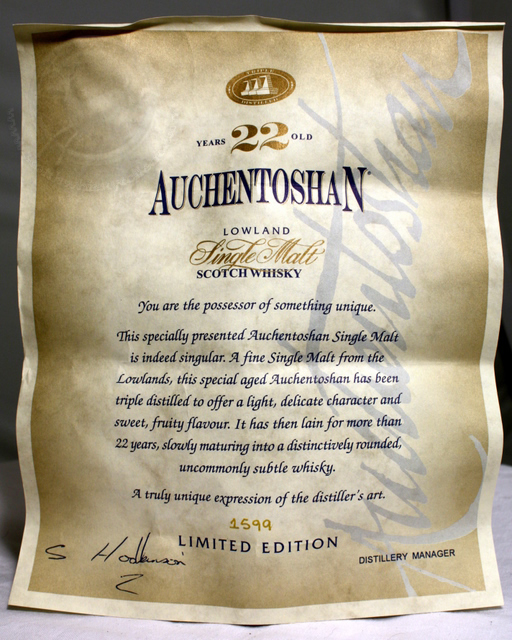 TRIPLE
DISTILLED
YEARS 22 OLD
AUCHENTOSHAN
LOWLAND
Single Malt
SCOTCH WHISKY
You are the possessor of something unique.
This specially presented Auchentoshan Single Malt
is indeed singular. A fine Single Malt from the
Lowlands, this special aged Auchentoshan has been
triple distilled to offer a light, delicate character and
sweet, fruity flavour. It has then lain for more than
22 years, slowly maturing into a distinctively rounded,
uncommonly subtle whisky.
A truly unique expression of the distiller's art.
1599
LIMITED EDITION
DISTILLERY MANAGER
Auchentoshan